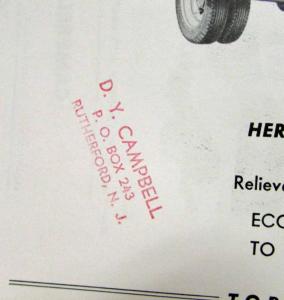 D. Y. CAMPBELL
P. O. BOX 243
RUTHERFORD, N. J.
HER
Relieve
ECO
TO